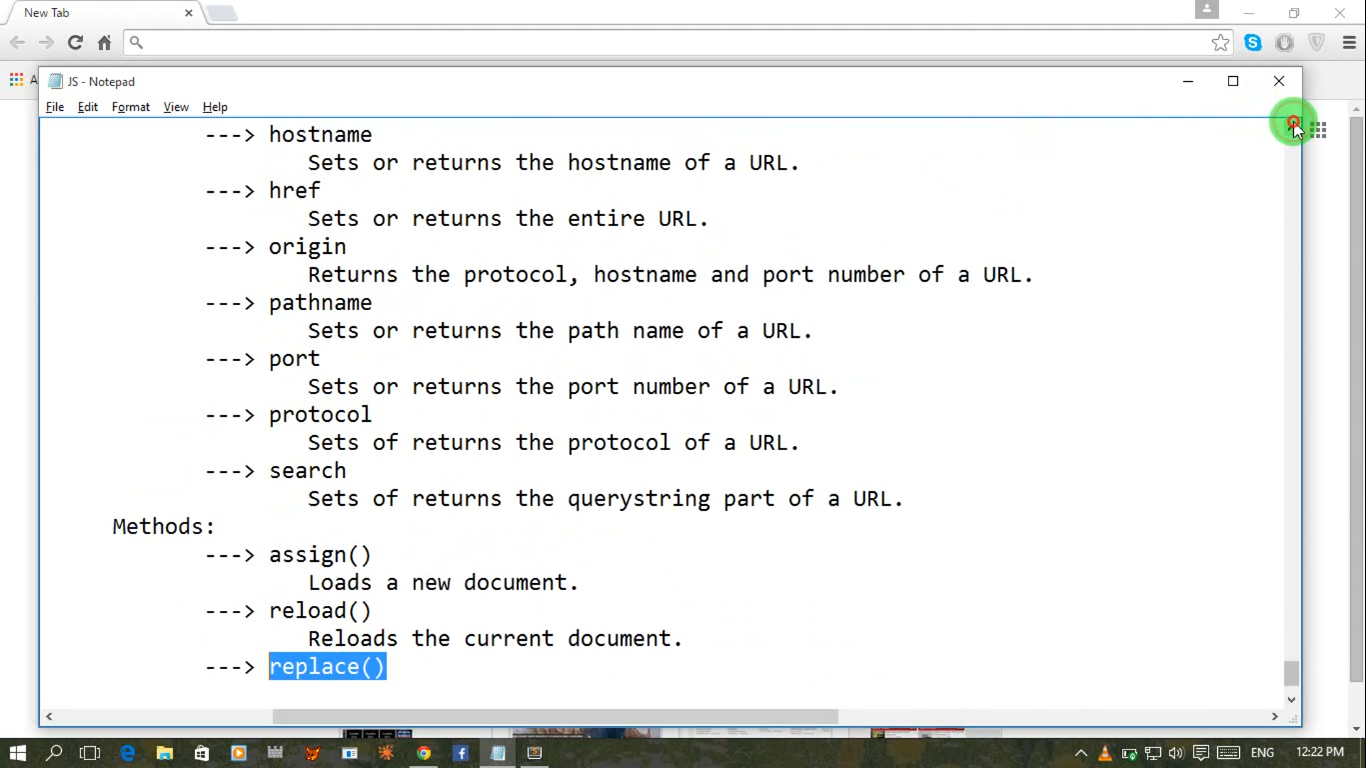 New Tab
A
JS - Notepad
File Edit Format View Help
---> hostname
Sets or returns the hostname of a URL.
---> href
Sets or returns the entire URL.
---> origin
Returns the protocol, hostname and port number of a URL.
---> pathname
Sets or returns the path name of a URL.
---> port
Sets or returns the port number of a URL.
---> protocol
Sets of returns the protocol of a URL.
---> search
Sets of returns the querystring part of a URL.
Methods:
---> assign()
Loads a new document.
---> reload()
Reloads the current document.
---> replace()
ENG 12:22 PM